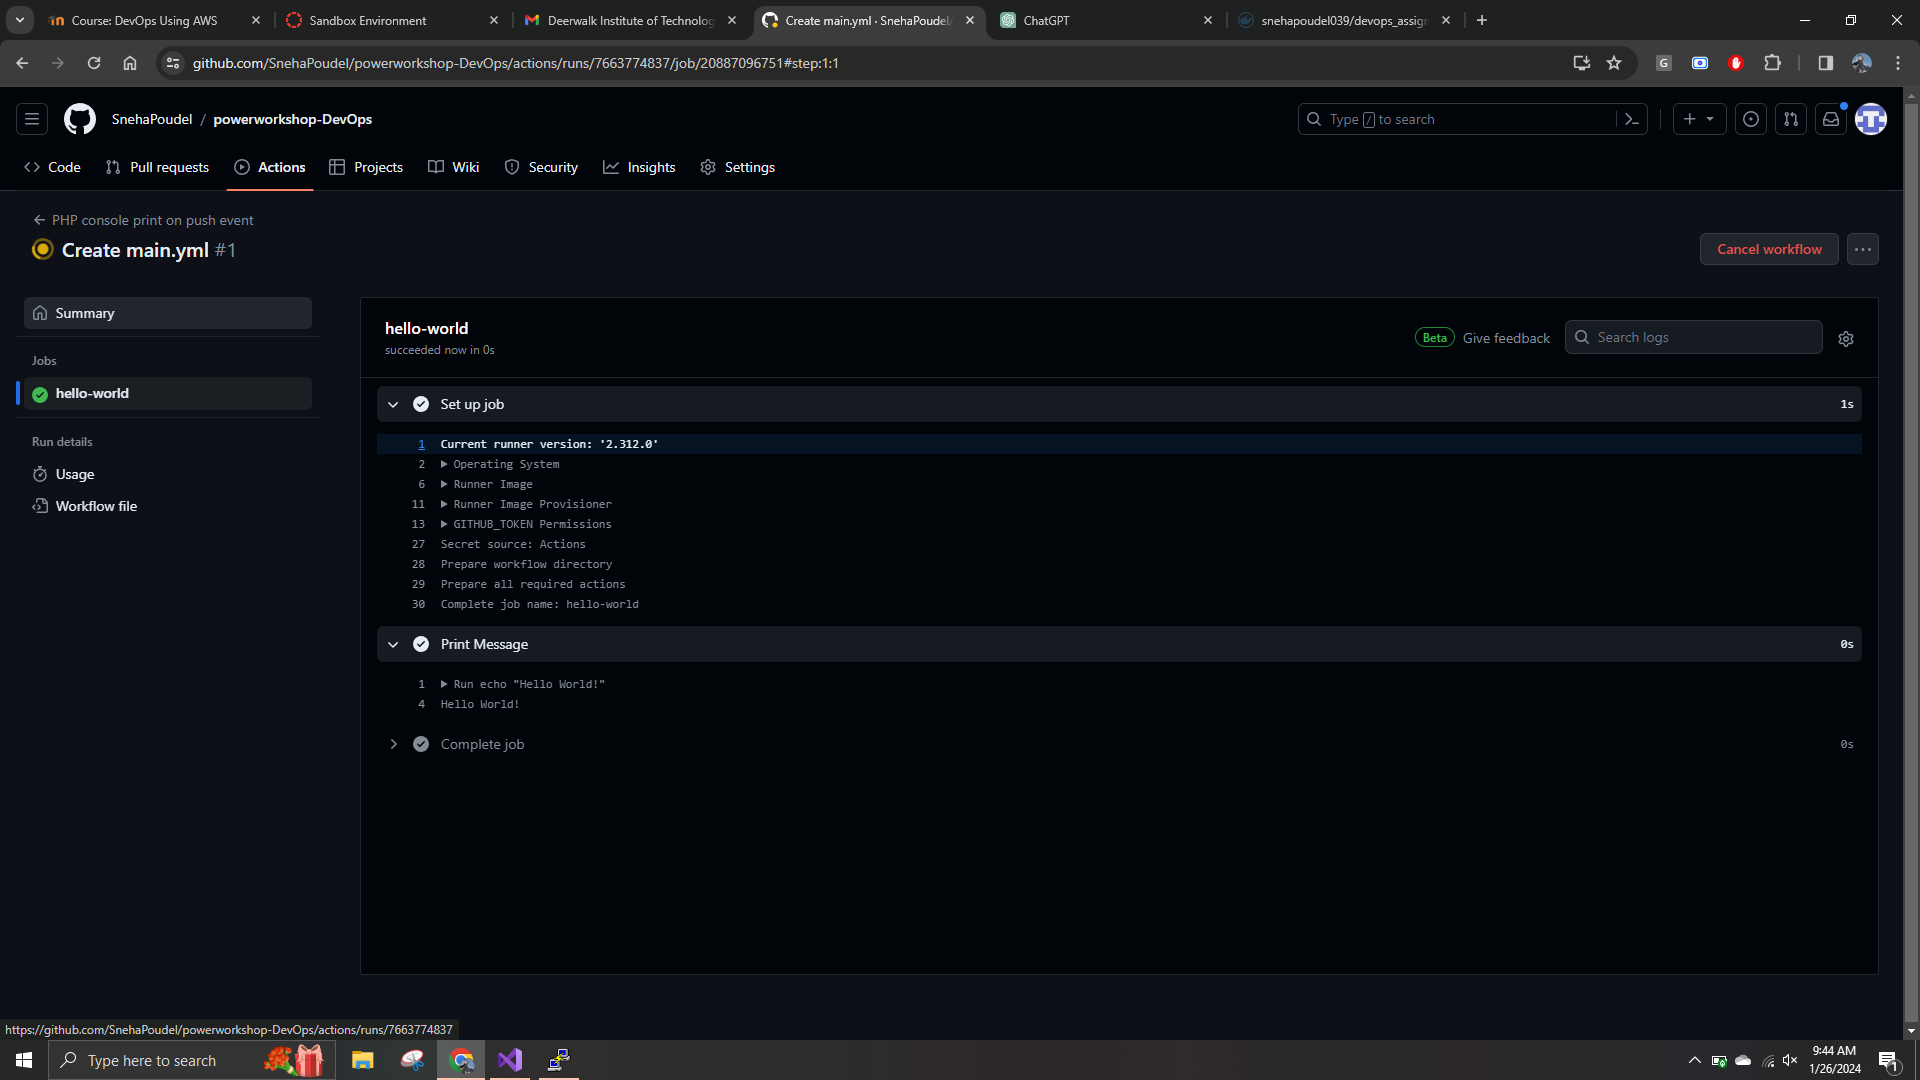 Course: DevOps Using AWS
Sandbox Environment
Deerwalk Institute of Technolog
Create main.yml · SnehaPoudel/
ChatGPT
snehapoudel039/devops_assign
github.com/SnehaPoudel/powerworkshop-DevOps/actions/runs/7663774837/job/20887096751#step:1:1
SnehaPoudel / powerworkshop-DevOps
Type / to search
Code
Pull requests
Actions
Projects
Wiki
Security
Insights
Settings
PHP console print on push event
Create main.yml #1
Cancel workflow
Summary
Jobs
hello-world
Run details
Usage
Workflow file
hello-world
succeeded now in 0s
Beta Give feedback
Search logs
Set up job 1s
1 Current runner version: '2.312.0'
2 Operating System
6 Runner Image
11 Runner Image Provisioner
13 GITHUB_TOKEN Permissions
27 Secret source: Actions
28 Prepare workflow directory
29 Prepare all required actions
30 Complete job name: hello-world
Print Message 0s
1 Run echo "Hello World!"
4 Hello World!
Complete job 0s
https://github.com/SnehaPoudel/powerworkshop-DevOps/actions/runs/7663774837
Type here to search
9:44 AM
1/26/2024
1